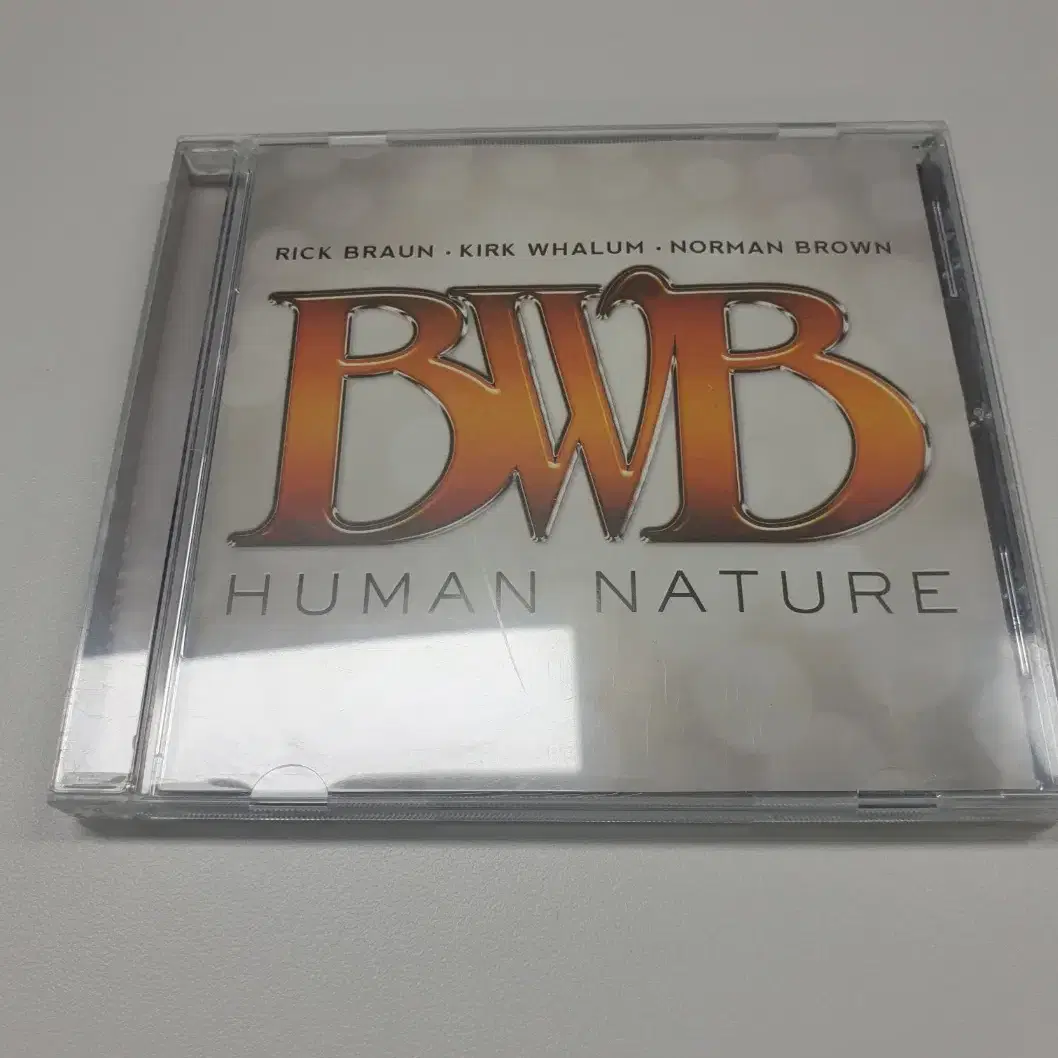 RICK BRAUN · KIRK WHALUM · NORMAN BROWN
BWB
HUMAN NATURE